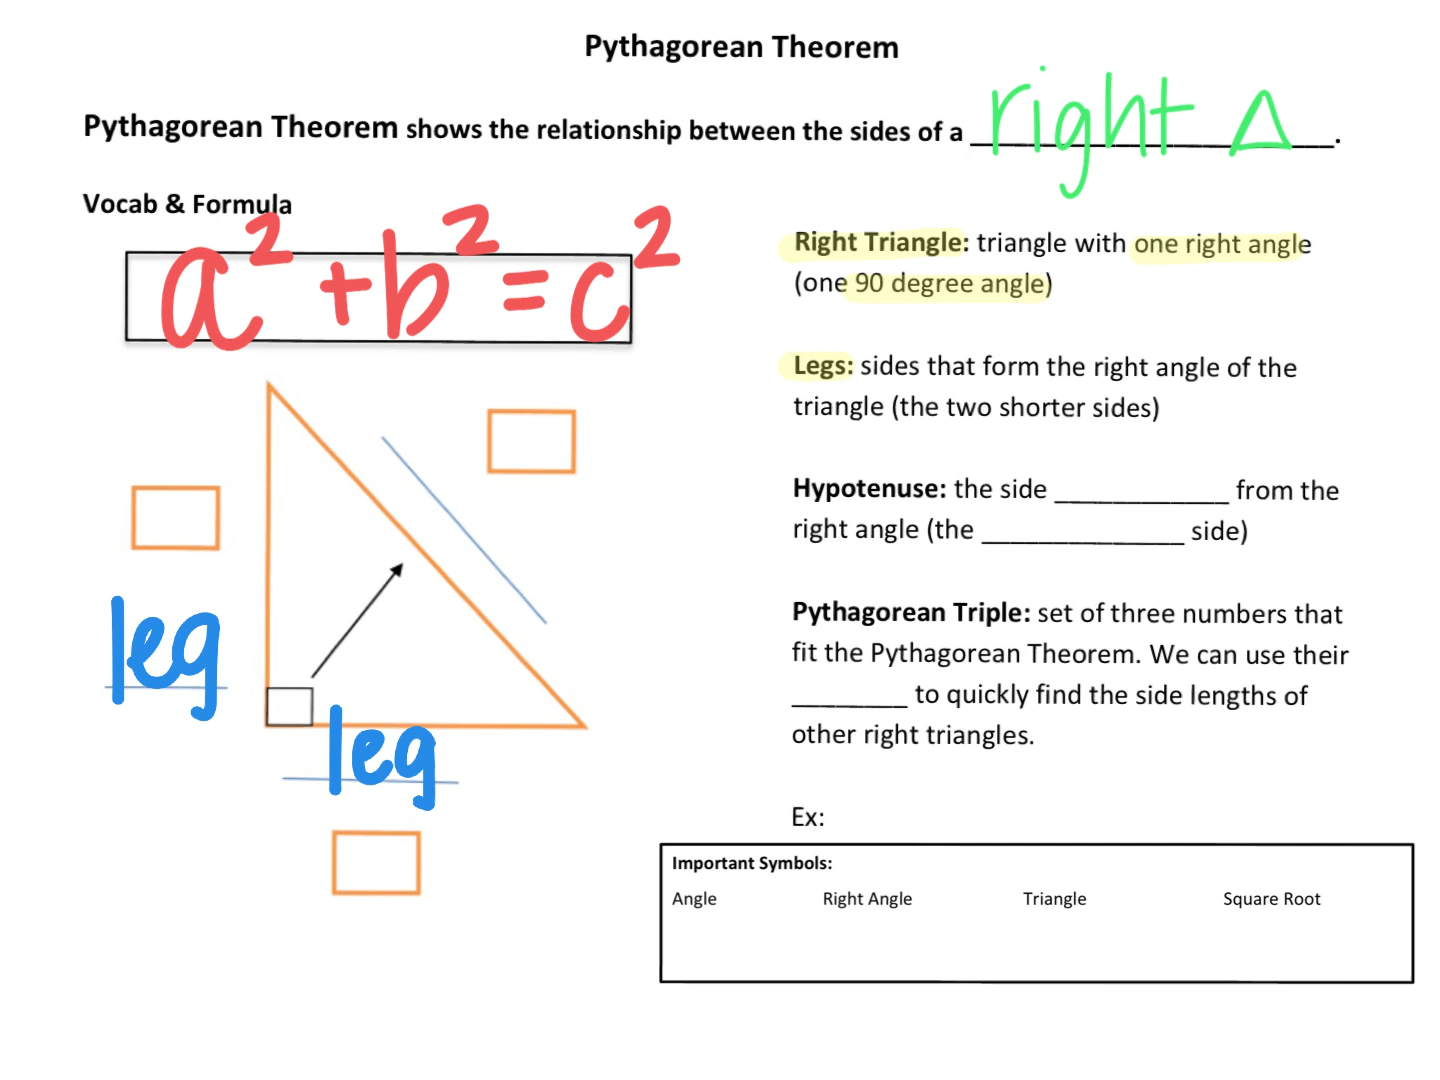 Pythagorean Theorem
Pythagorean Theorem shows the relationship between the sides of a right Δ.
Vocab & Formula
a² + b² = c²
leg
leg
Right Triangle: triangle with one right angle
(one 90 degree angle)
Legs: sides that form the right angle of the
triangle (the two shorter sides)
Hypotenuse: the side ____________ from the
right angle (the ______________ side)
Pythagorean Triple: set of three numbers that
fit the Pythagorean Theorem. We can use their
________ to quickly find the side lengths of
other right triangles.
Ex:
Important Symbols:
Angle Right Angle Triangle Square Root